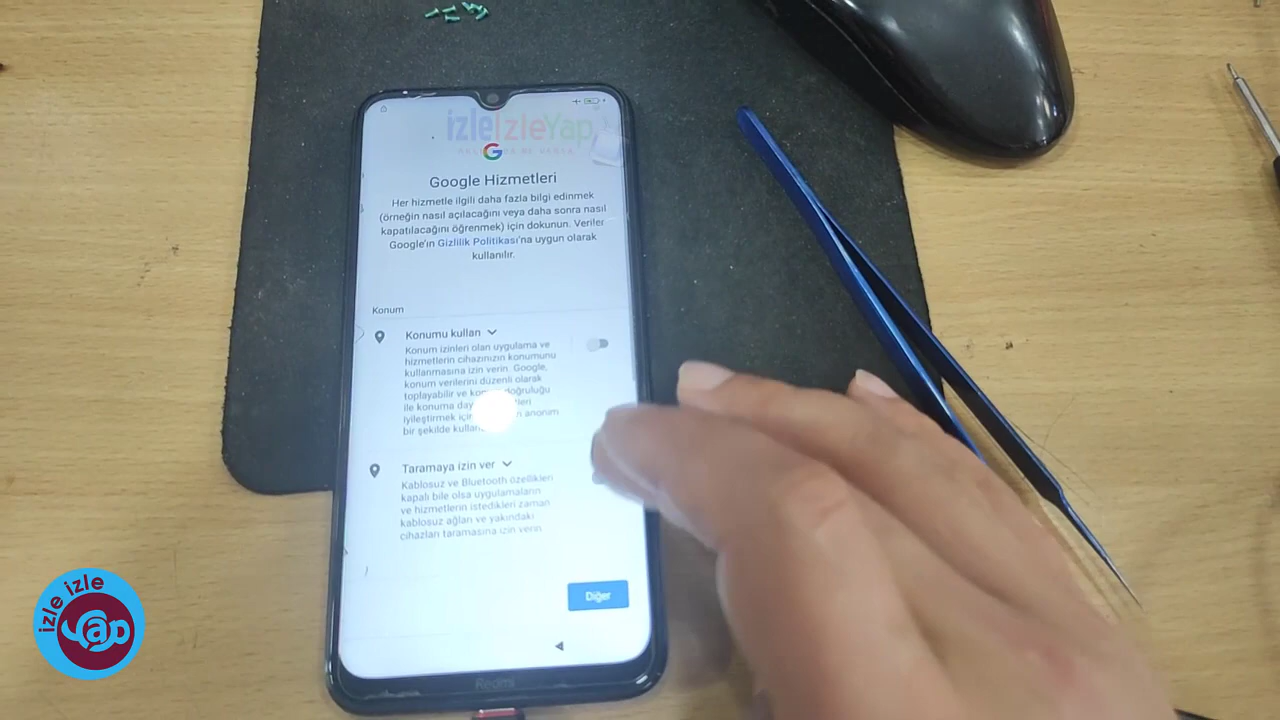 izleIzleYap
Google Hizmetleri
Her hizmetle ilgili daha fazla bilgi edinmek
(örneğin nasıl açılacağını veya daha sonra nasıl
kapatılacağını öğrenmek) için dokunun. Veriler
Google'ın Gizlilik Politikası'na uygun olarak
kullanılır.
Konum
Konumu kullan
Konum izinleri olan uygulama ve
hizmetlerin cihazınızın konumunu
kullanmasına izin verin. Google,
konum verilerini düzenli olarak
toplayabilir ve doğruluğu
ile konuma
iyileştirmek için anonim
bir şekilde
Taramaya izin ver
Kablosuz ve Bluetooth özellikleri
kapalı bile olsa uygulamaların
ve hizmetlerin istedikleri zaman
kablosuz ağları ve yakındaki
cihazları taramasına izin verin.
Diğer
Redmi
izle izle
yap